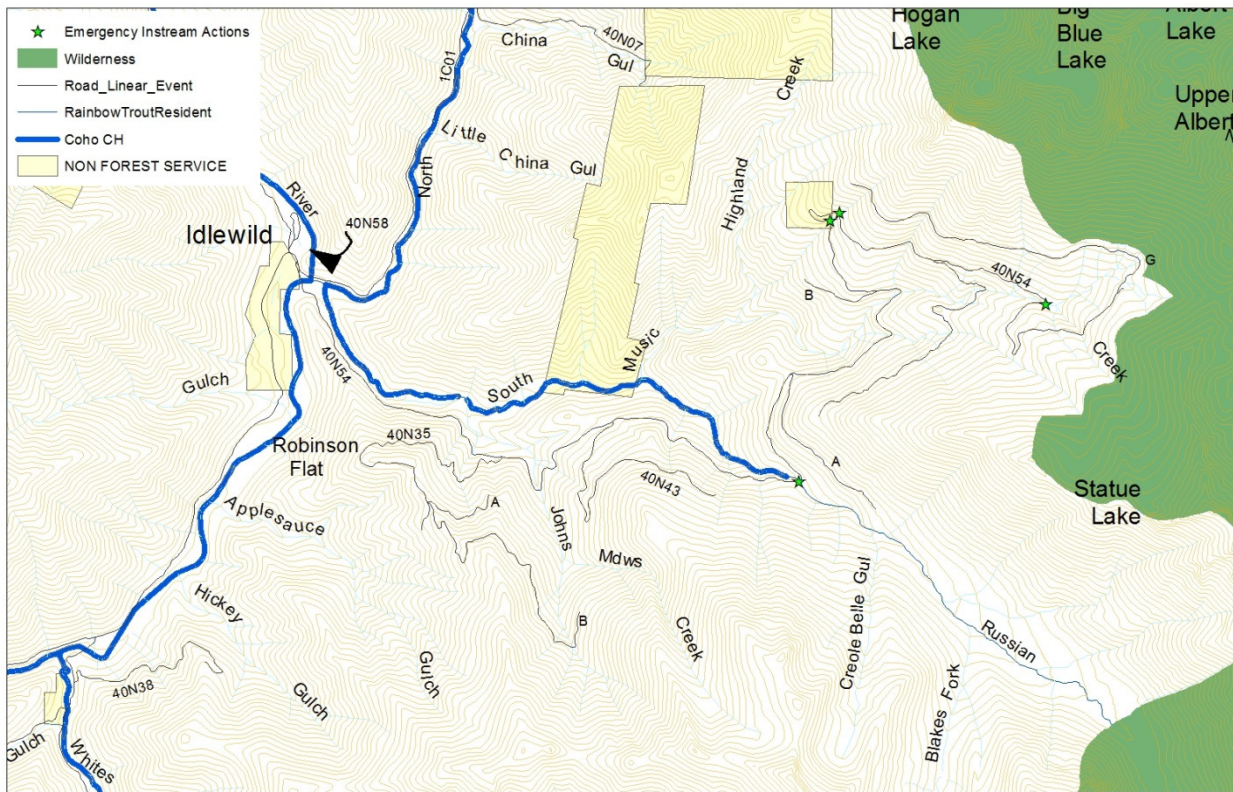 Emergency Instream Actions
Wilderness
Road_Linear_Event
RainbowTroutResident
Coho CH
NON FOREST SERVICE
Hogan
Lake
Big
Blue
Lake
Albert
Lake
Upper
Albert
40N07
China
Gul
1C01
Creek
Little
China
Gul
North
River
Idlewild
40N58
Highland
G
40N54
B
Music
Creek
40N54
South
Gulch
40N35
Robinson
Flat
40N43
A
Statue
Lake
A
Applesauce
Johns
Mdws
Creek
Hickey
B
Creole Belle Gul
Russian
Gulch
40N38
Gulch
Blakes Fork
Gulch
Whites